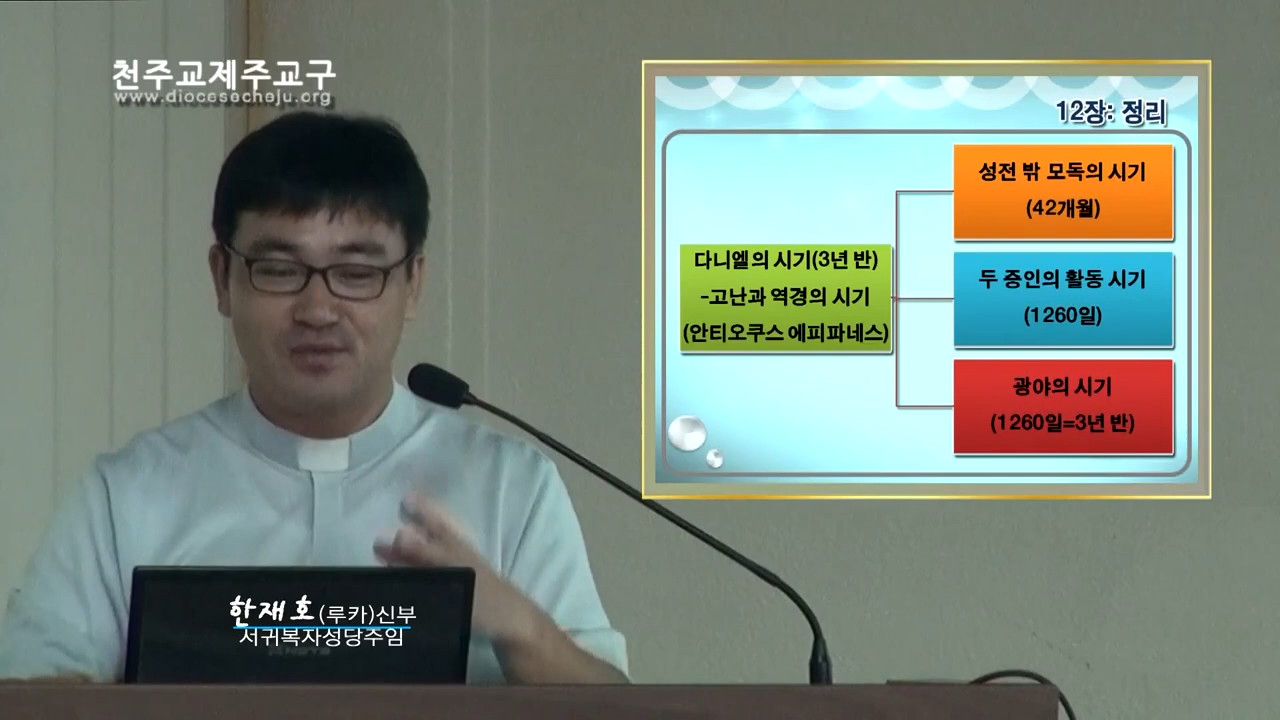 천주교제주교구
www.diocesecheju.org
12장: 정리
성전 밖 모독의 시기
(42개월)
다니엘의 시기(3년 반)
-고난과 역경의 시기
(안티오쿠스 에피파네스)
두 증인의 활동 시기
(1260일)
광야의 시기
(1260일=3년 반)
한재호(루카)신부
서귀복자성당주임